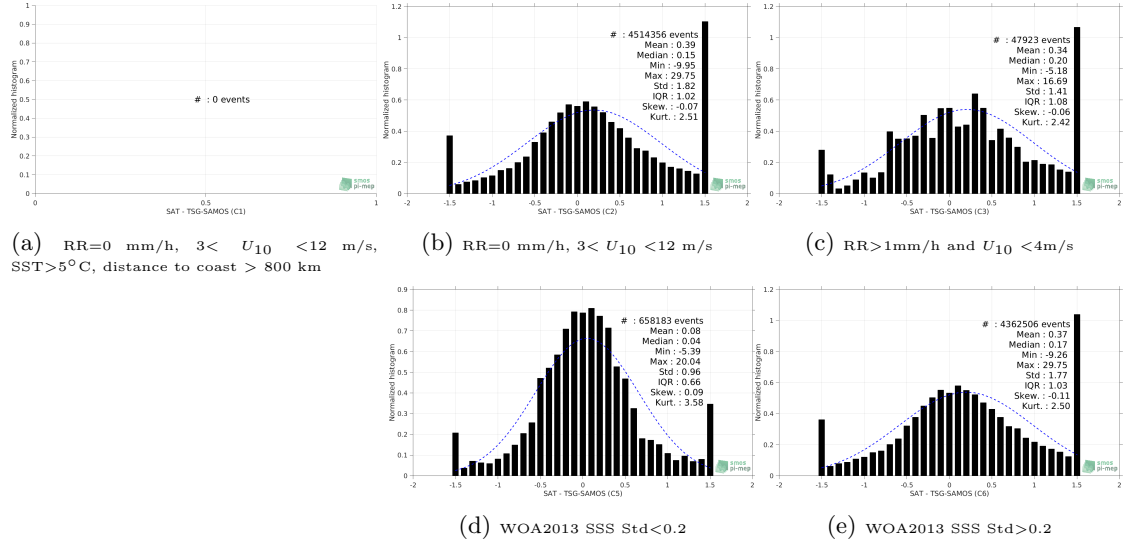 1
0.9
0.8
0.7
0.6
0.5
0.4
0.3
0.2
0.1
0
0
0.5
1
Normalized histogram
# : 0 events
SAT - TSG-SAMOS (C1)
smos
pi-mep
(a) RR=0 mm/h, 3< U10 <12 m/s,
SST>5°C, distance to coast > 800 km
1.2
1
0.8
0.6
0.4
0.2
0
-1.5
-1
-0.5
0
0.5
1
1.5
2
Normalized histogram
# : 4514356 events
Mean : 0.39
Median : 0.15
Min : -9.95
Max : 29.75
Std : 1.82
IQR : 1.02
Skew. : -0.07
Kurt. : 2.51
SAT - TSG-SAMOS (C2)
smos
pi-mep
(b) RR=0 mm/h, 3< U10 <12 m/s
1.2
1
0.8
0.6
0.4
0.2
0
-2
-1.5
-1
-0.5
0
0.5
1
1.5
2
Normalized histogram
# : 47923 events
Mean : 0.34
Median : 0.20
Min : -5.18
Max : 16.69
Std : 1.41
IQR : 1.08
Skew. : -0.06
Kurt. : 2.42
SAT - TSG-SAMOS (C3)
smos
pi-mep
(c) RR>1mm/h and U10 <4m/s
0.9
0.8
0.7
0.6
0.5
0.4
0.3
0.2
0.1
0
-2
-1.5
-1
-0.5
0
0.5
1
1.5
2
Normalized histogram
# : 658183 events
Mean : 0.08
Median : 0.04
Min : -5.39
Max : 20.04
Std : 0.96
IQR : 0.66
Skew. : 0.09
Kurt. : 3.58
SAT - TSG-SAMOS (C5)
smos
pi-mep
(d) WOA2013 SSS Std<0.2
1.2
1
0.8
0.6
0.4
0.2
0
-2
-1.5
-1
-0.5
0
0.5
1
1.5
2
Normalized histogram
# : 4362506 events
Mean : 0.37
Median : 0.17
Min : -9.26
Max : 29.75
Std : 1.77
IQR : 1.03
Skew. : -0.11
Kurt. : 2.50
SAT - TSG-SAMOS (C6)
smos
pi-mep
(e) WOA2013 SSS Std>0.2